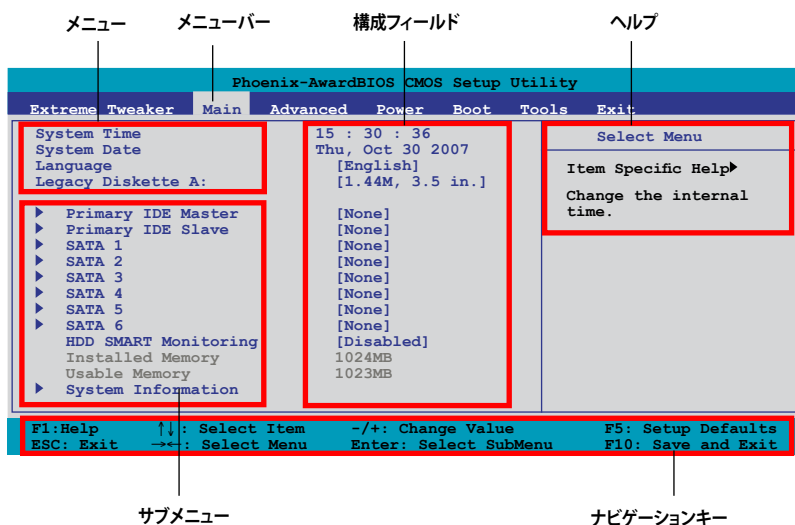 メニュー メニューバー 構成フィールド ヘルプ
Phoenix-AwardBIOS CMOS Setup Utility
Extreme Tweaker Main Advanced Power Boot Tools Exit
System Time 15 : 30 : 36 Select Menu
System Date Thu, Oct 30 2007
Language [English] Item Specific Help
Legacy Diskette A: [1.44M, 3.5 in.]
Change the internal
Primary IDE Master [None] time.
Primary IDE Slave [None]
SATA 1 [None]
SATA 2 [None]
SATA 3 [None]
SATA 4 [None]
SATA 5 [None]
SATA 6 [None]
HDD SMART Monitoring [Disabled]
Installed Memory 1024MB
Usable Memory 1023MB
System Information
F1:Help ↑↓: Select Item -/+: Change Value F5: Setup Defaults
ESC: Exit →←: Select Menu Enter: Select SubMenu F10: Save and Exit
サブメニュー ナビゲーションキー